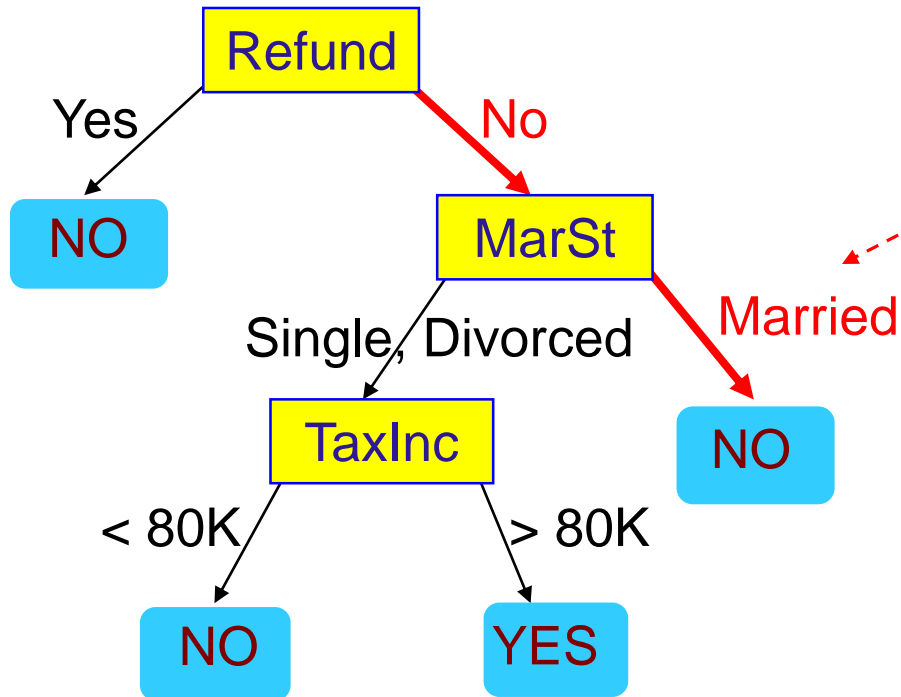 Refund
Yes
No
NO
MarSt
Single, Divorced
Married
TaxInc
NO
< 80K
> 80K
NO
YES